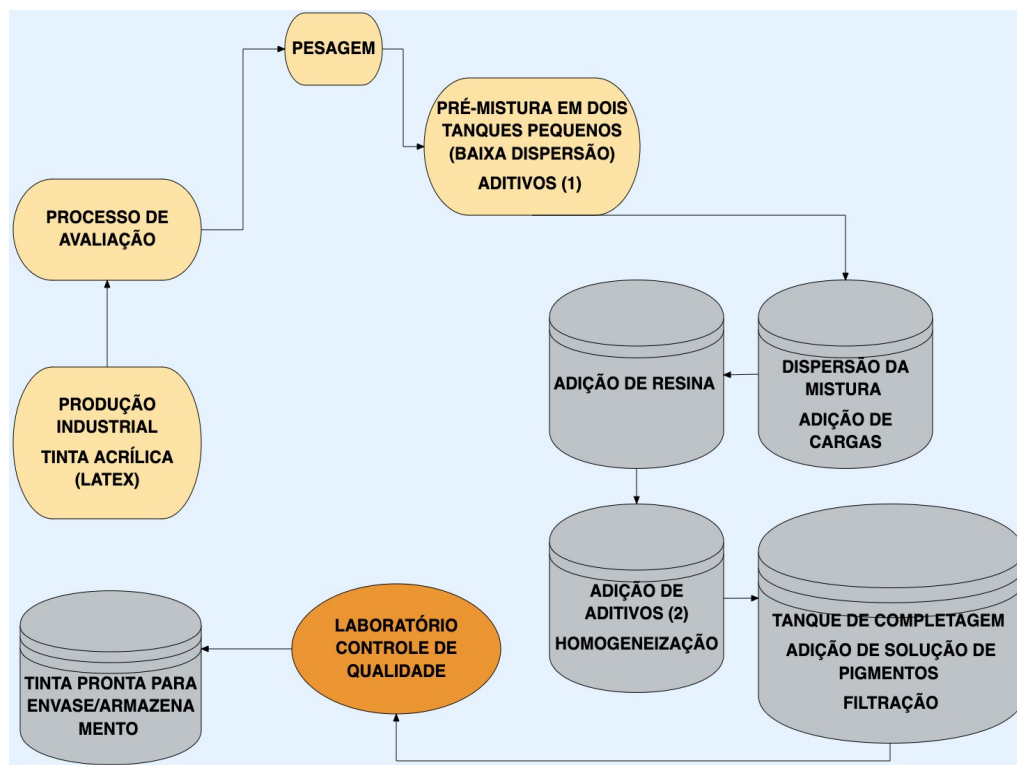 PESAGEM
PRÉ-MISTURA EM DOIS
TANQUES PEQUENOS
(BAIXA DISPERSÃO)
ADITIVOS (1)
PROCESSO DE
AVALIAÇÃO
PRODUÇÃO
INDUSTRIAL
TINTA ACRÍLICA
(LATEX)
ADIÇÃO DE RESINA
DISPERSÃO DA
MISTURA
ADIÇÃO DE
CARGAS
ADIÇÃO DE
ADITIVOS (2)
HOMOGENEIZAÇÃO
TANQUE DE COMPLETAGEM
ADIÇÃO DE SOLUÇÃO DE
PIGMENTOS
FILTRAÇÃO
LABORATÓRIO
CONTROLE DE
QUALIDADE
TINTA PRONTA PARA
ENVASE/ARMAZENA
MENTO